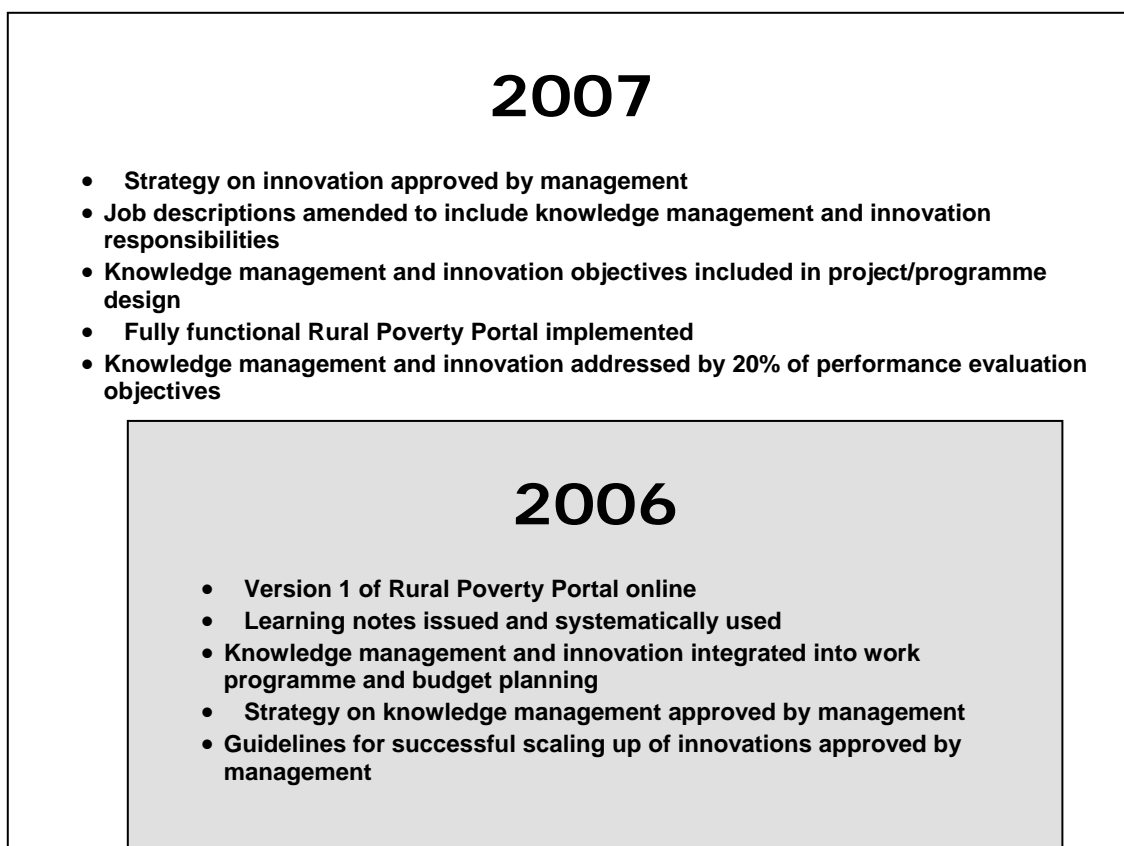 2007
• Strategy on innovation approved by management
• Job descriptions amended to include knowledge management and innovation
responsibilities
• Knowledge management and innovation objectives included in project/programme
design
• Fully functional Rural Poverty Portal implemented
• Knowledge management and innovation addressed by 20% of performance evaluation
objectives
2006
• Version 1 of Rural Poverty Portal online
• Learning notes issued and systematically used
• Knowledge management and innovation integrated into work
programme and budget planning
• Strategy on knowledge management approved by management
• Guidelines for successful scaling up of innovations approved by
management